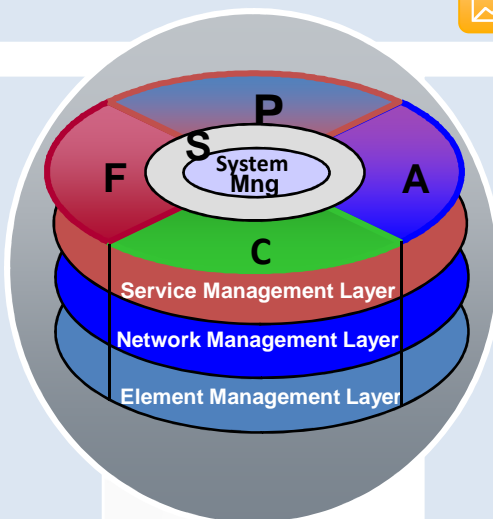 P
S
F
System
Mng
A
C
Service Management Layer
Network Management Layer
Element Management Layer